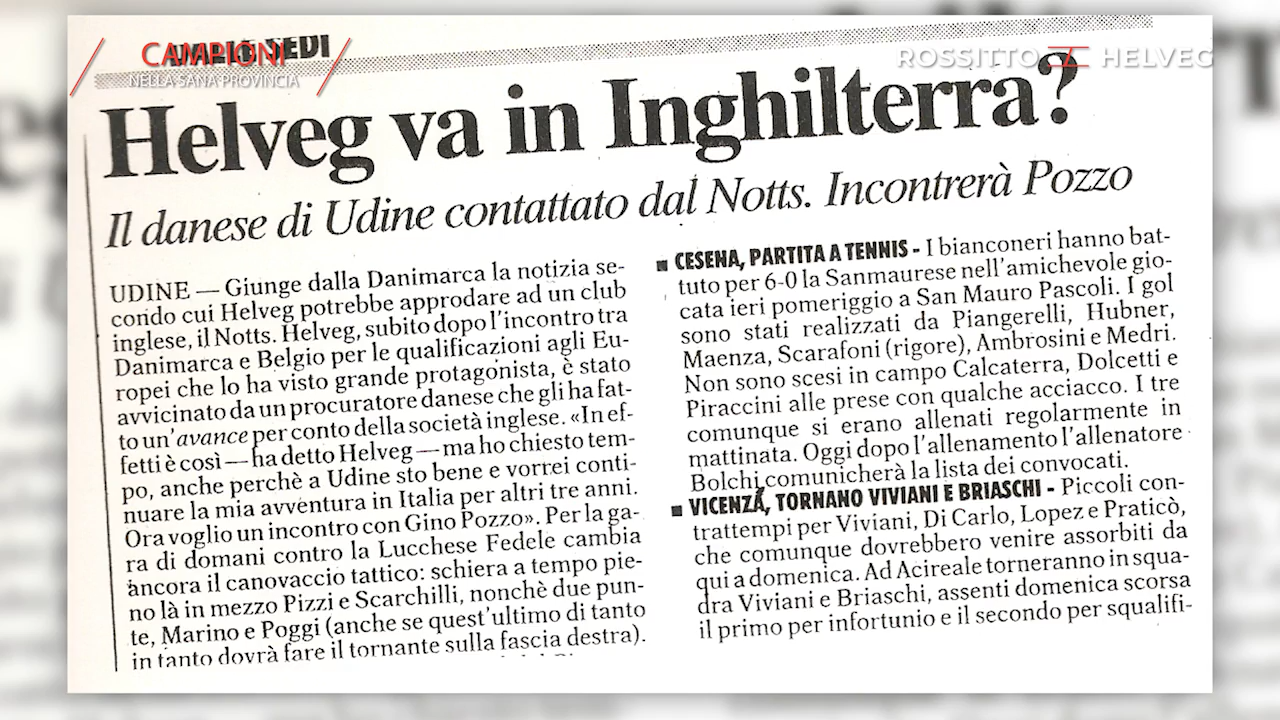 CAMPIONI
NELLA SANA PROVINCIA
ROSSITTO HELVEG
Helveg va in Inghilterra?
Il danese di Udine contattato dal Notts. Incontrerà Pozzo
UDINE — Giunge dalla Danimarca la notizia se-
condo cui Helveg potrebbe approdare ad un club
inglese, il Notts. Helveg, subito dopo l'incontro tra
Danimarca e Belgio per le qualificazioni agli Eu-
ropei che lo ha visto grande protagonista, è stato
avvicinato da un procuratore danese che gli ha fat-
to un'avance per conto della società inglese. «In ef-
fetti è così — ha detto Helveg — ma ho chiesto tem-
po, anche perchè a Udine sto bene e vorrei conti-
nuare la mia avventura in Italia per altri tre anni.
Ora voglio un incontro con Gino Pozzo». Per la ga-
ra di domani contro la Lucchese Fedele cambia
ancora il canovaccio tattico: schiera a tempo pie-
no là in mezzo Pizzi e Scarchilli, nonchè due pun-
te, Marino e Poggi (anche se quest'ultimo di tanto
in tanto dovrà fare il tornante sulla fascia destra).
■ CESENA, PARTITA A TENNIS - I bianconeri hanno bat-
tuto per 6-0 la Sanmaurese nell'amichevole gio-
cata ieri pomeriggio a San Mauro Pascoli. I gol
sono stati realizzati da Piangerelli, Hubner,
Maenza, Scarafoni (rigore), Ambrosini e Medri.
Non sono scesi in campo Calcaterra, Dolcetti e
Piraccini alle prese con qualche acciacco. I tre
comunque si erano allenati regolarmente in
mattinata. Oggi dopo l'allenamento l'allenatore
Bolchi comunicherà la lista dei convocati.
■ VICENZA, TORNANO VIVIANI E BRIASCHI - Piccoli con-
trattempi per Viviani, Di Carlo, Lopez e Praticò,
che comunque dovrebbero venire assorbiti da
qui a domenica. Ad Acireale torneranno in squa-
dra Viviani e Briaschi, assenti domenica scorsa
il primo per infortunio e il secondo per squalifi-